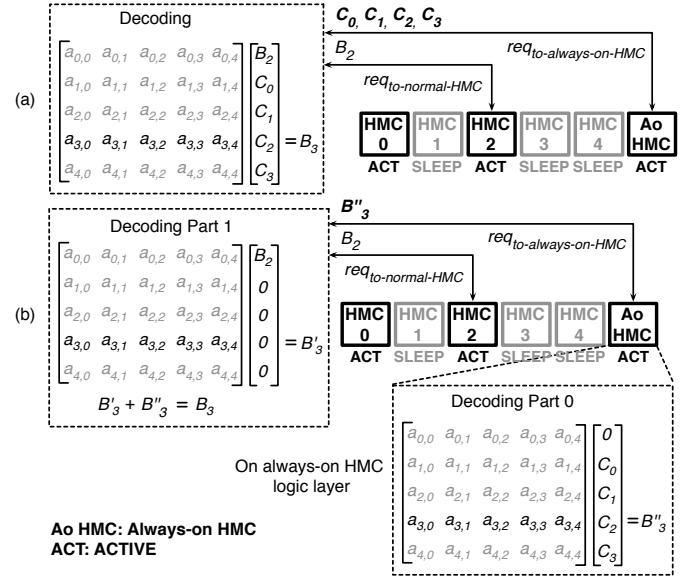 Decoding
C0, C1, C2, C3
B2
reqto-always-on-HMC
reqto-normal-HMC
(a)
a0,0 a0,1 a0,2 a0,3 a0,4 B2
a1,0 a1,1 a1,2 a1,3 a1,4 C0
a2,0 a2,1 a2,2 a2,3 a2,4 C1
a3,0 a3,1 a3,2 a3,3 a3,4 C2 = B3
a4,0 a4,1 a4,2 a4,3 a4,4 C3
HMC 0 HMC 1 HMC 2 HMC 3 HMC 4 Ao HMC
ACT SLEEP ACT SLEEP SLEEP ACT
(b)
Decoding Part 1
B"3
B2
reqto-always-on-HMC
reqto-normal-HMC
a0,0 a0,1 a0,2 a0,3 a0,4 B2
a1,0 a1,1 a1,2 a1,3 a1,4 0
a2,0 a2,1 a2,2 a2,3 a2,4 0
a3,0 a3,1 a3,2 a3,3 a3,4 0 = B'3
a4,0 a4,1 a4,2 a4,3 a4,4 0
B'3 + B"3 = B3
HMC 0 HMC 1 HMC 2 HMC 3 HMC 4 Ao HMC
ACT SLEEP ACT SLEEP SLEEP ACT
Decoding Part 0
On always-on HMC
logic layer
a0,0 a0,1 a0,2 a0,3 a0,4 0
a1,0 a1,1 a1,2 a1,3 a1,4 C0
a2,0 a2,1 a2,2 a2,3 a2,4 C1
a3,0 a3,1 a3,2 a3,3 a3,4 C2 = B"3
a4,0 a4,1 a4,2 a4,3 a4,4 C3
Ao HMC: Always-on HMC
ACT: ACTIVE